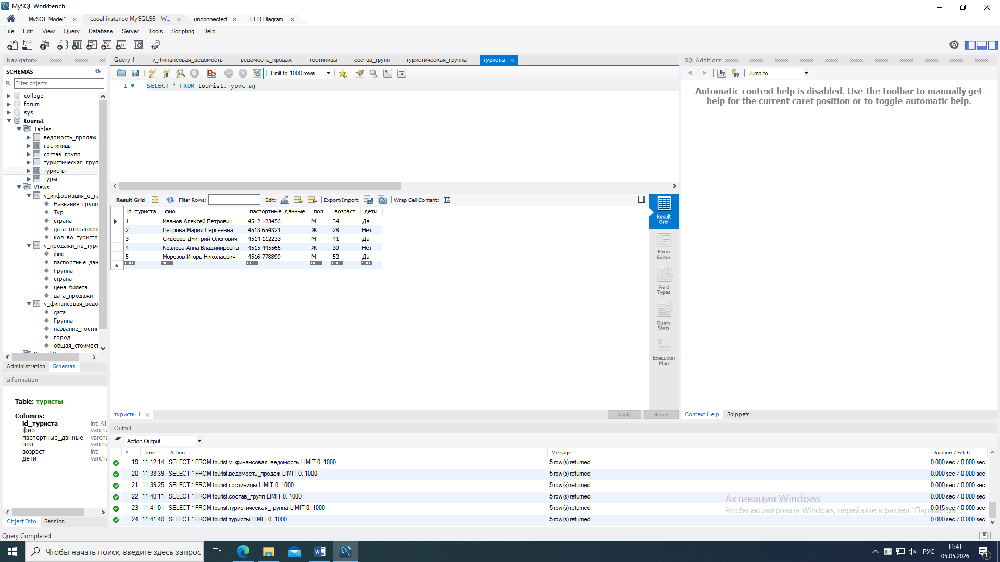 MySQL Workbench
MySQL Model*
Local instance MySQL96 - W...
unconnected
EER Diagram
File Edit View Query Database Server Tools Scripting Help
Navigator
SCHEMAS
Filter objects
college
forum
sys
tourist
Tables
ведомость_продаж
гостиницы
состав_групп
туристическая_груп
туристы
туры
Views
v_информация_о_гр
Название_групп
Тур
страна
дата_отправлен
кол_во_туристо
v_продажи_по_тури
фио
паспортные_дан
Группа
страна
цена_билета
дата_продажи
v_финансовая_ведо
дата
Группа
название_гостин
город
общая_стоимост
Administration Schemas
Information
Table: туристы
Columns:
id_туриста int AI
фио varcha
паспортные_данные varcha
пол varcha
возраст int
дети varcha
Object Info Session
Query 1 v_финансовая_ведомость ведомость_продаж гостиницы состав_групп туристическая_группа туристы
Limit to 1000 rows
1 SELECT * FROM tourist.туристы;
Result Grid Filter Rows: Edit: Export/Import: Wrap Cell Content:
id_туриста фио паспортные_данные пол возраст дети
1 Иванов Алексей Петрович 4512 123456 М 34 Да
2 Петрова Мария Сергеевна 4513 654321 Ж 28 Нет
3 Сидоров Дмитрий Олегович 4514 112233 М 41 Да
4 Козлова Анна Владимировна 4515 445566 Ж 30 Нет
5 Морозов Игорь Николаевич 4516 778899 М 52 Да
NULL NULL NULL NULL NULL NULL
Result Grid
Form Editor
Field Types
Query Stats
Execution Plan
туристы 1
Apply Revert
SQLAdditions
Jump to
Automatic context help is disabled. Use the toolbar to manually get
help for the current caret position or to toggle automatic help.
Context Help Snippets
Output
Action Output
# Time Action Message Duration / Fetch
19 11:12:14 SELECT * FROM tourist.v_финансовая_ведомость LIMIT 0, 1000 5 row(s) returned 0.000 sec / 0.000 sec
20 11:38:39 SELECT * FROM tourist.ведомость_продаж LIMIT 0, 1000 5 row(s) returned 0.000 sec / 0.000 sec
21 11:39:25 SELECT * FROM tourist.гостиницы LIMIT 0, 1000 5 row(s) returned 0.000 sec / 0.000 sec
22 11:40:11 SELECT * FROM tourist.состав_групп LIMIT 0, 1000 5 row(s) returned 0.000 sec / 0.000 sec
23 11:41:01 SELECT * FROM tourist.туристическая_группа LIMIT 0, 1000 5 row(s) returned 0.015 sec / 0.000 sec
24 11:41:40 SELECT * FROM tourist.туристы LIMIT 0, 1000 5 row(s) returned 0.000 sec / 0.000 sec
Активация Windows
Чтобы активировать Windows, перейдите в раздел "Параметры".
Query Completed
Чтобы начать поиск, введите здесь запрос
РУС
11:41
05.05.2026
1